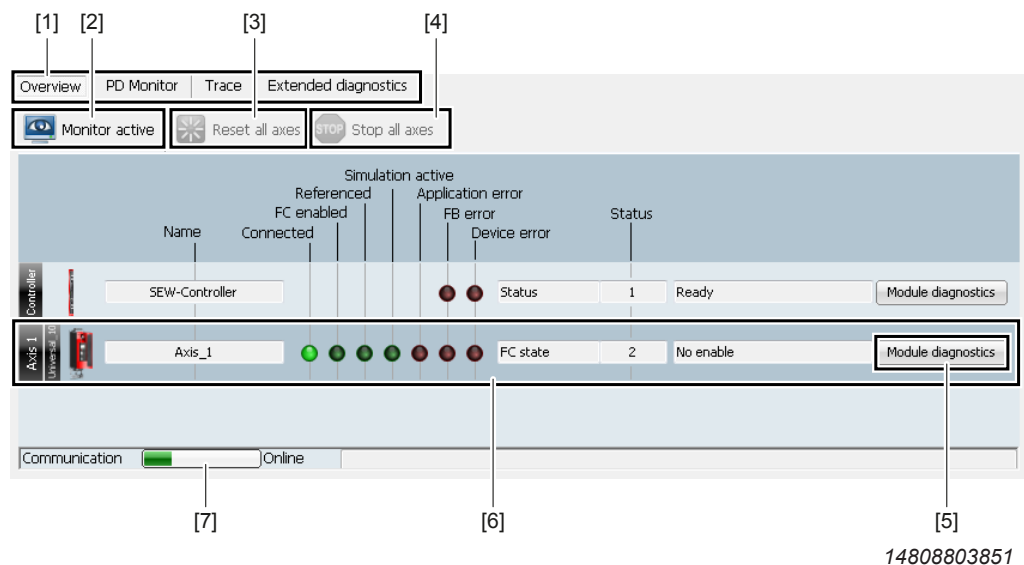 [1] [2] [3] [4]
Overview PD Monitor Trace Extended diagnostics
Monitor active Reset all axes STOP Stop all axes
Simulation active
Referenced Application error
FC enabled FB error Status
Name Connected Device error
Controller SEW-Controller Status 1 Ready Module diagnostics
Axis 1 Universal_10 Axis_1 FC state 2 No enable Module diagnostics
Communication Online
[7] [6] [5]
14808803851